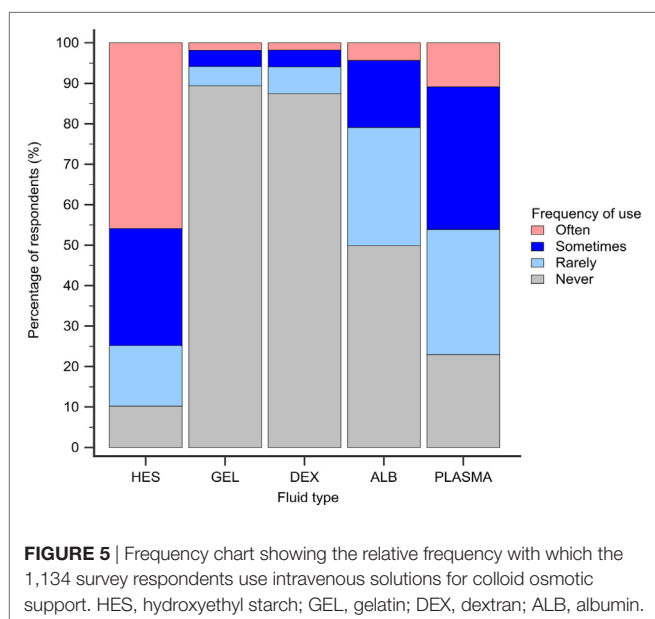 100
90
80
70
60
50
40
30
20
10
0
Percentage of respondents (%)
HES GEL DEX ALB PLASMA
Fluid type
Frequency of use
Often
Sometimes
Rarely
Never
FIGURE 5 | Frequency chart showing the relative frequency with which the
1,134 survey respondents use intravenous solutions for colloid osmotic
support. HES, hydroxyethyl starch; GEL, gelatin; DEX, dextran; ALB, albumin.